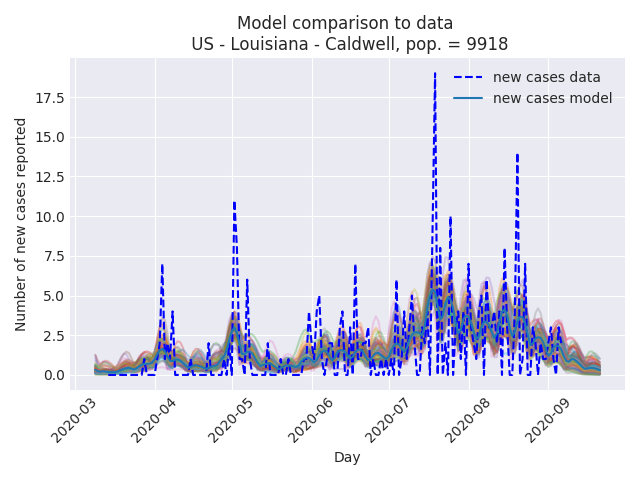 Model comparison to data
US - Louisiana - Caldwell, pop. = 9918
new cases data
new cases model
Number of new cases reported
17.5
15.0
12.5
10.0
7.5
5.0
2.5
0.0
2020-03
2020-04
2020-05
2020-06
2020-07
2020-08
2020-09
Day